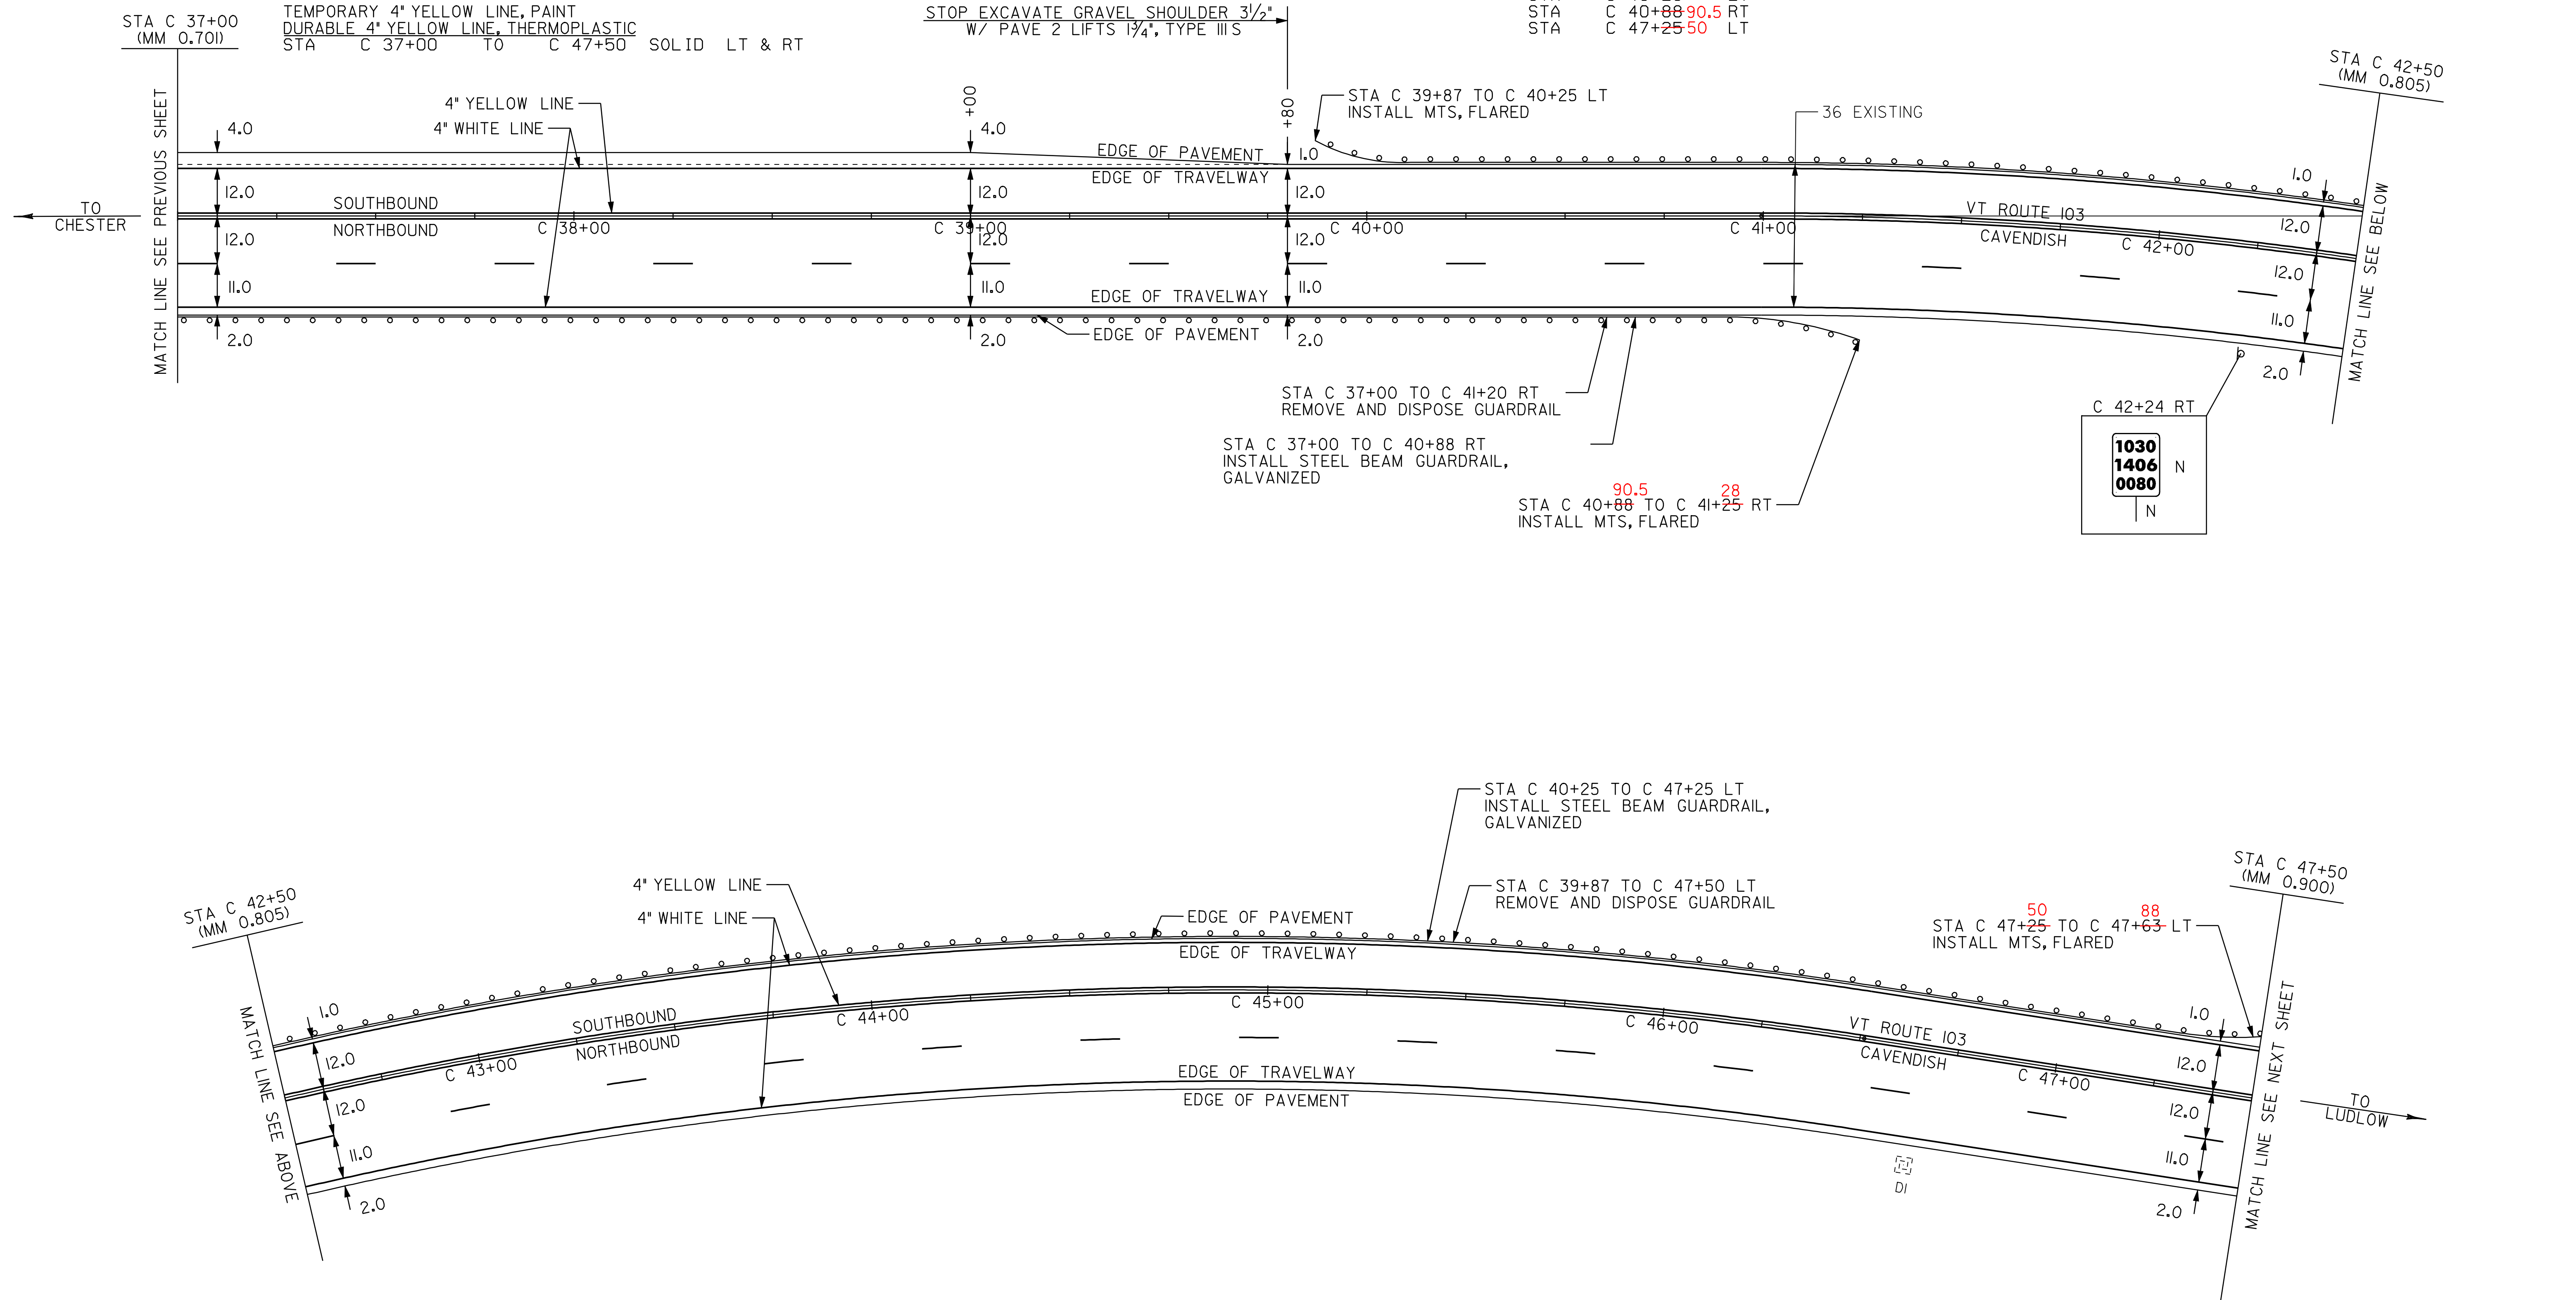 STA C 37+00
(MM 0.701)
TEMPORARY 4" YELLOW LINE, PAINT
DURABLE 4" YELLOW LINE, THERMOPLASTIC
STA C 37+00 TO C 47+50 SOLID LT & RT
STOP EXCAVATE GRAVEL SHOULDER 3 1/2"
W/ PAVE 2 LIFTS 1 3/4", TYPE III S
STA C 40+88 90.5 RT
STA C 47+25 50 LT
STA C 42+50
(MM 0.805)
MATCH LINE SEE PREVIOUS SHEET
4" YELLOW LINE
4" WHITE LINE
+00
+80
STA C 39+87 TO C 40+25 LT
INSTALL MTS, FLARED
36 EXISTING
4.0
4.0
EDGE OF PAVEMENT
1.0
1.0
EDGE OF TRAVELWAY
12.0
12.0
12.0
12.0
TO
CHESTER
SOUTHBOUND
NORTHBOUND
C 38+00
C 39+00
C 40+00
C 41+00
VT ROUTE 103
CAVENDISH
C 42+00
12.0
12.0
12.0
12.0
11.0
11.0
11.0
11.0
EDGE OF TRAVELWAY
EDGE OF PAVEMENT
2.0
2.0
2.0
2.0
MATCH LINE SEE BELOW
STA C 37+00 TO C 41+20 RT
REMOVE AND DISPOSE GUARDRAIL
STA C 37+00 TO C 40+88 RT
INSTALL STEEL BEAM GUARDRAIL,
GALVANIZED
90.5 28
STA C 40+88 TO C 41+25 RT
INSTALL MTS, FLARED
C 42+24 RT
1030
1406
0080
N
N
STA C 40+25 TO C 47+25 LT
INSTALL STEEL BEAM GUARDRAIL,
GALVANIZED
STA C 39+87 TO C 47+50 LT
REMOVE AND DISPOSE GUARDRAIL
STA C 47+50
(MM 0.900)
50 88
STA C 47+25 TO C 47+63 LT
INSTALL MTS, FLARED
STA C 42+50
(MM 0.805)
4" YELLOW LINE
4" WHITE LINE
EDGE OF PAVEMENT
EDGE OF TRAVELWAY
MATCH LINE SEE ABOVE
1.0
12.0
12.0
11.0
2.0
SOUTHBOUND
NORTHBOUND
C 43+00
C 44+00
C 45+00
C 46+00
VT ROUTE 103
CAVENDISH
C 47+00
EDGE OF TRAVELWAY
EDGE OF PAVEMENT
DI
1.0
12.0
12.0
11.0
2.0
MATCH LINE SEE NEXT SHEET
TO
LUDLOW